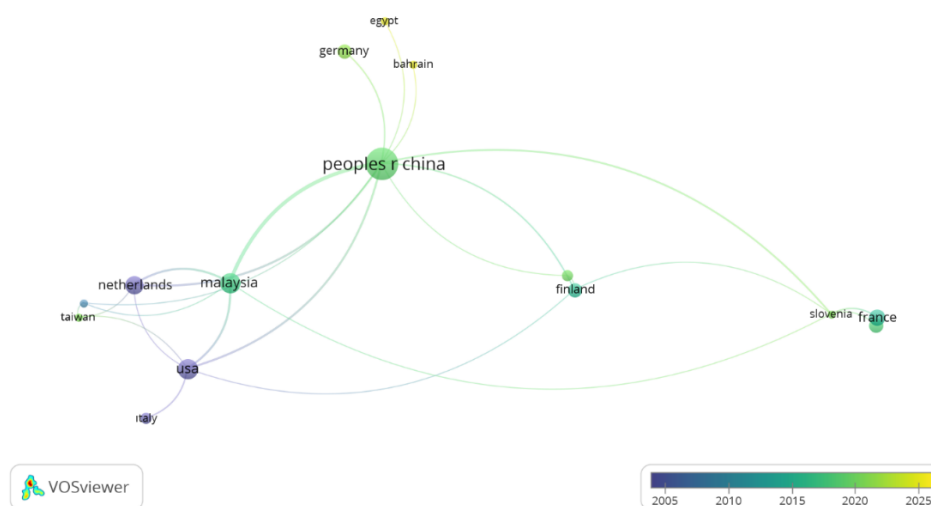 egypt
germany
bahrain
peoples r china
netherlands
malaysia
taiwan
finland
slovenia
france
usa
italy
VOSviewer
2005 2010 2015 2020 2025